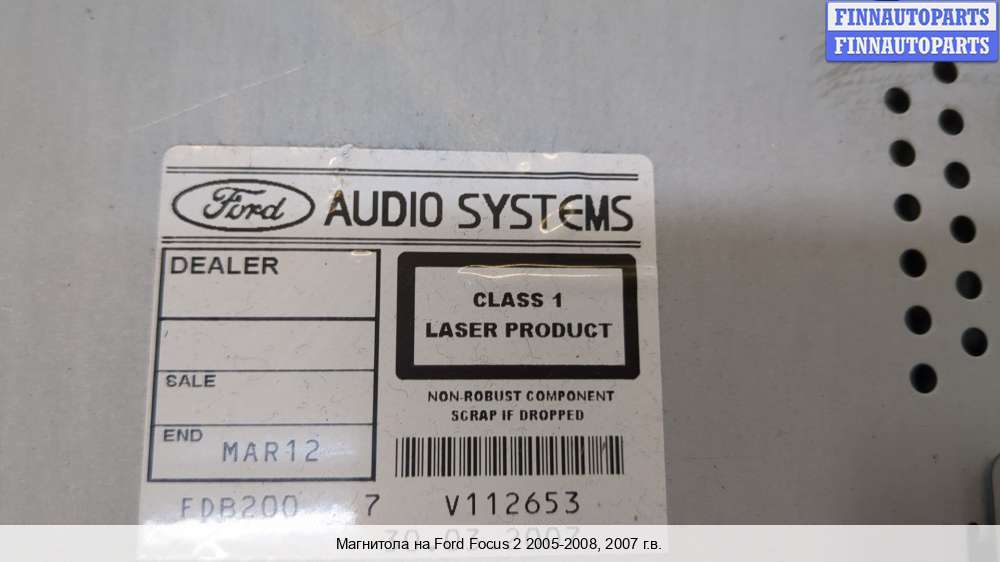 FINNAUTOPARTS
FINNAUTOPARTS
Ford AUDIO SYSTEMS
DEALER
CLASS 1
LASER PRODUCT
SALE
NON-ROBUST COMPONENT
SCRAP IF DROPPED
END
MAR12
7 V112653
Магнитола на Ford Focus 2 2005-2008, 2007 г.в.